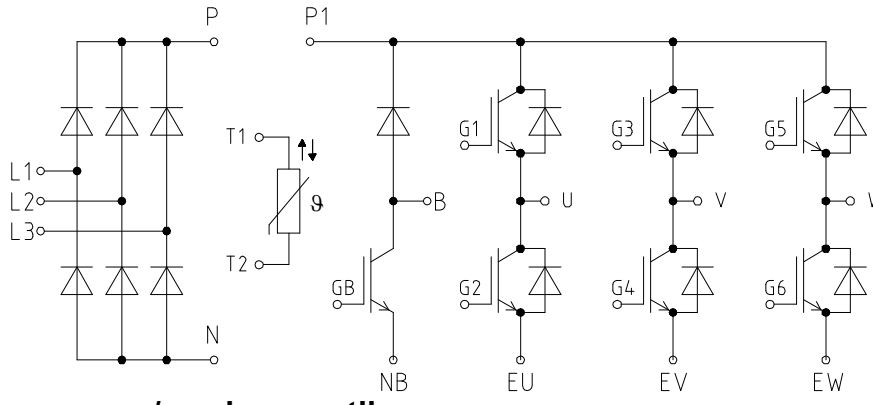 P P1
T1 G1 G3 G5
L1
L2 B U V
L3 ϑ
T2
GB G2 G4 G6
N
NB EU EV EW